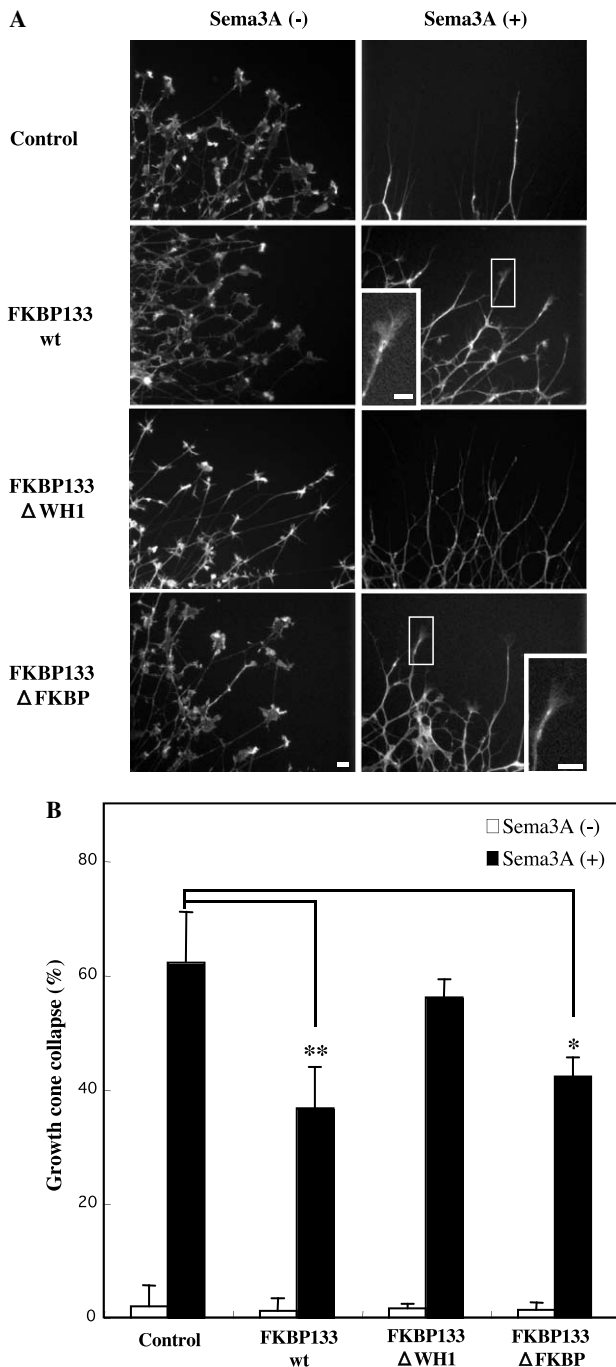 A
Sema3A (-)
Sema3A (+)
Control
FKBP133
wt
FKBP133
Δ WH1
FKBP133
Δ FKBP
B
Sema3A (-)
Sema3A (+)
Growth cone collapse (%)
80
60
40
20
0
**
*
Control
FKBP133
wt
FKBP133
Δ WH1
FKBP133
Δ FKBP